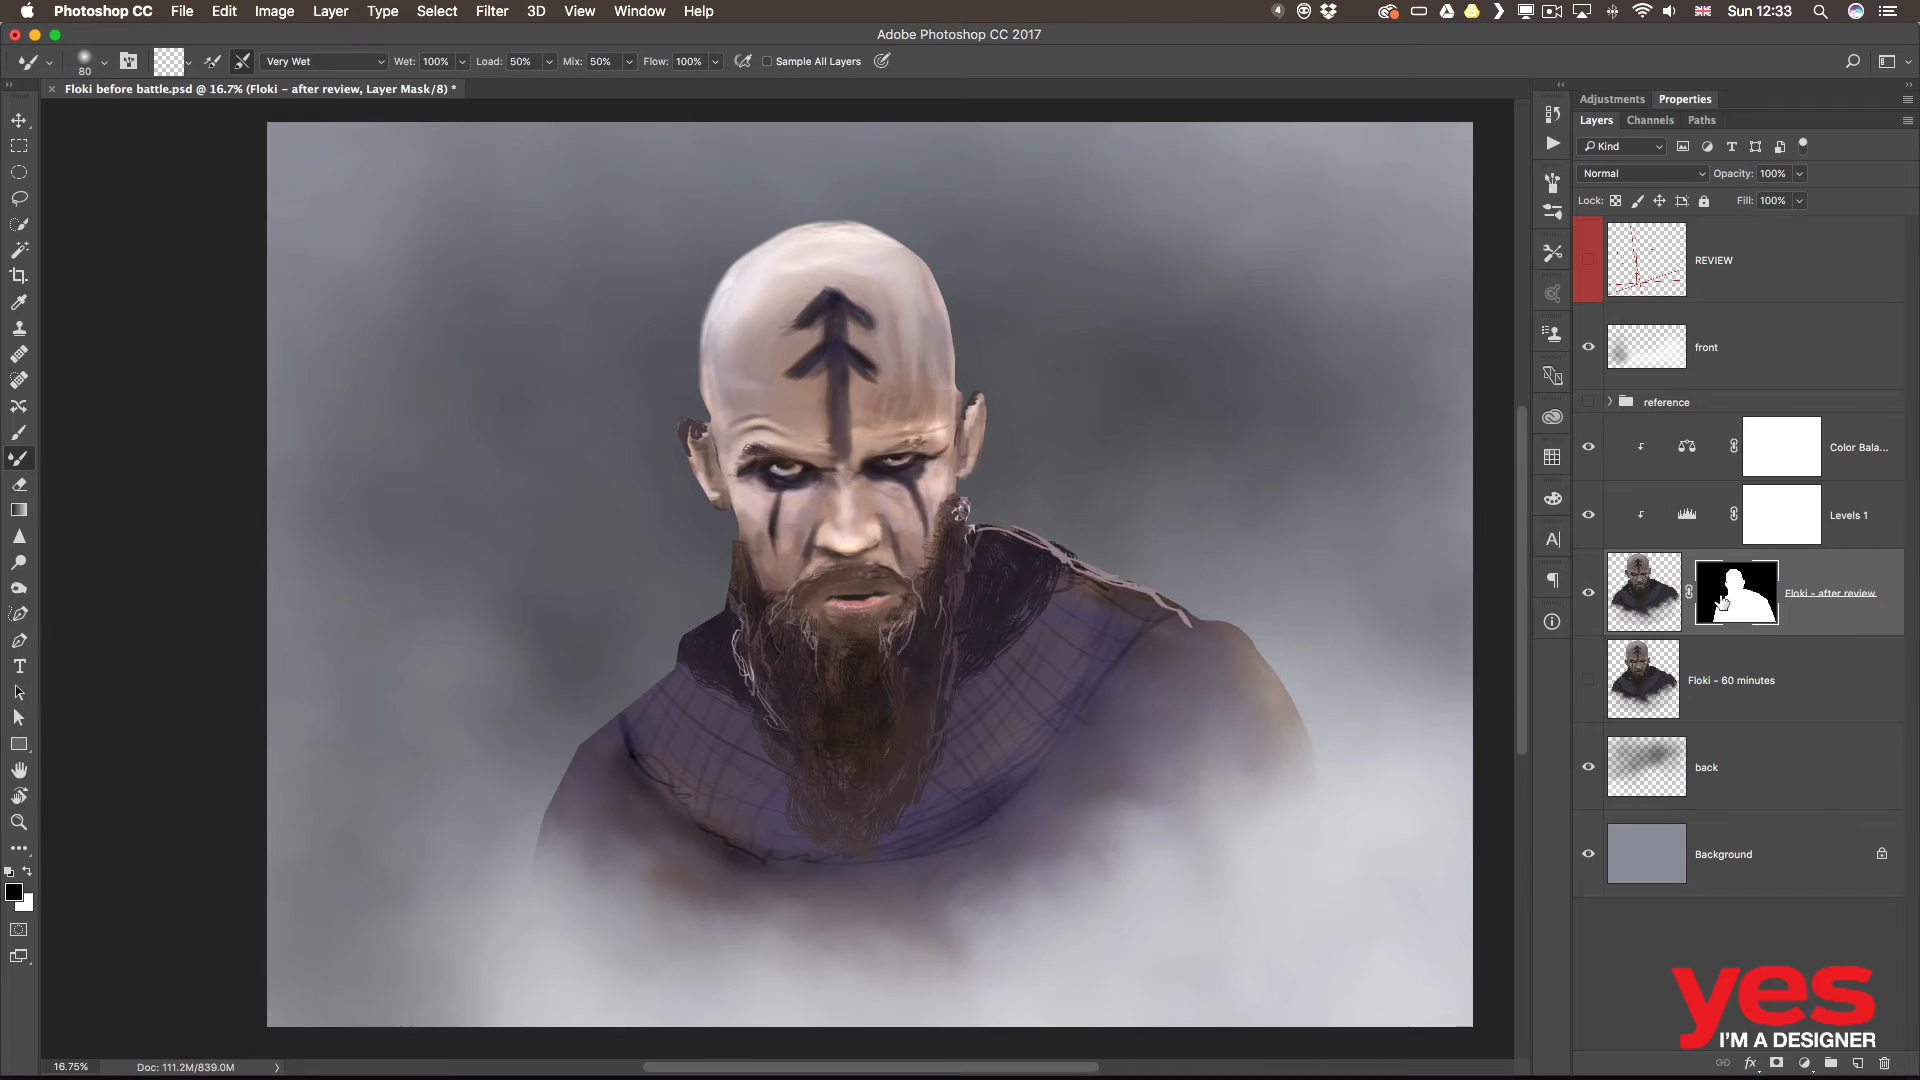 Photoshop CC File Edit Image Layer Type Select Filter 3D View Window Help
4 Sun 12:33
Adobe Photoshop CC 2017
80 Very Wet Wet: 100% Load: 50% Mix: 50% Flow: 100% Sample All Layers
Floki before battle.psd @ 16.7% (Floki – after review, Layer Mask/8) *
Adjustments Properties
Layers Channels Paths
Kind
Normal Opacity: 100%
Lock: Fill: 100%
REVIEW
front
reference
Color Bala...
Levels 1
Floki – after review
Floki – 60 minutes
back
Background
yes
I'M A DESIGNER
16.75% Doc: 111.2M/839.0M